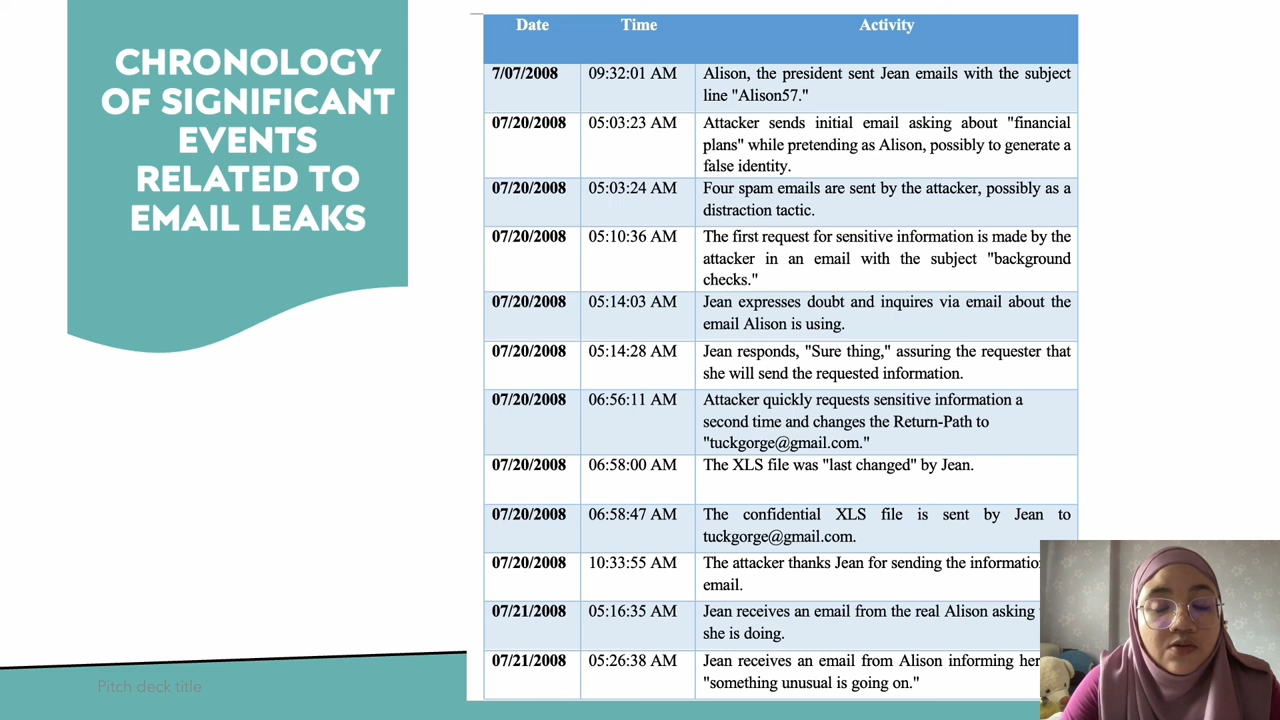 CHRONOLOGY
OF SIGNIFICANT
EVENTS
RELATED TO
EMAIL LEAKS
Date Time Activity
7/07/2008 09:32:01 AM Alison, the president sent Jean emails with the subject
line "Alison57."
07/20/2008 05:03:23 AM Attacker sends initial email asking about "financial
plans" while pretending as Alison, possibly to generate a
false identity.
07/20/2008 05:03:24 AM Four spam emails are sent by the attacker, possibly as a
distraction tactic.
07/20/2008 05:10:36 AM The first request for sensitive information is made by the
attacker in an email with the subject "background
checks."
07/20/2008 05:14:03 AM Jean expresses doubt and inquires via email about the
email Alison is using.
07/20/2008 05:14:28 AM Jean responds, "Sure thing," assuring the requester that
she will send the requested information.
07/20/2008 06:56:11 AM Attacker quickly requests sensitive information a
second time and changes the Return-Path to
"tuckgorge@gmail.com."
07/20/2008 06:58:00 AM The XLS file was "last changed" by Jean.
07/20/2008 06:58:47 AM The confidential XLS file is sent by Jean to
tuckgorge@gmail.com.
07/20/2008 10:33:55 AM The attacker thanks Jean for sending the information
email.
07/21/2008 05:16:35 AM Jean receives an email from the real Alison asking
she is doing.
07/21/2008 05:26:38 AM Jean receives an email from Alison informing her
"something unusual is going on."
Pitch deck title